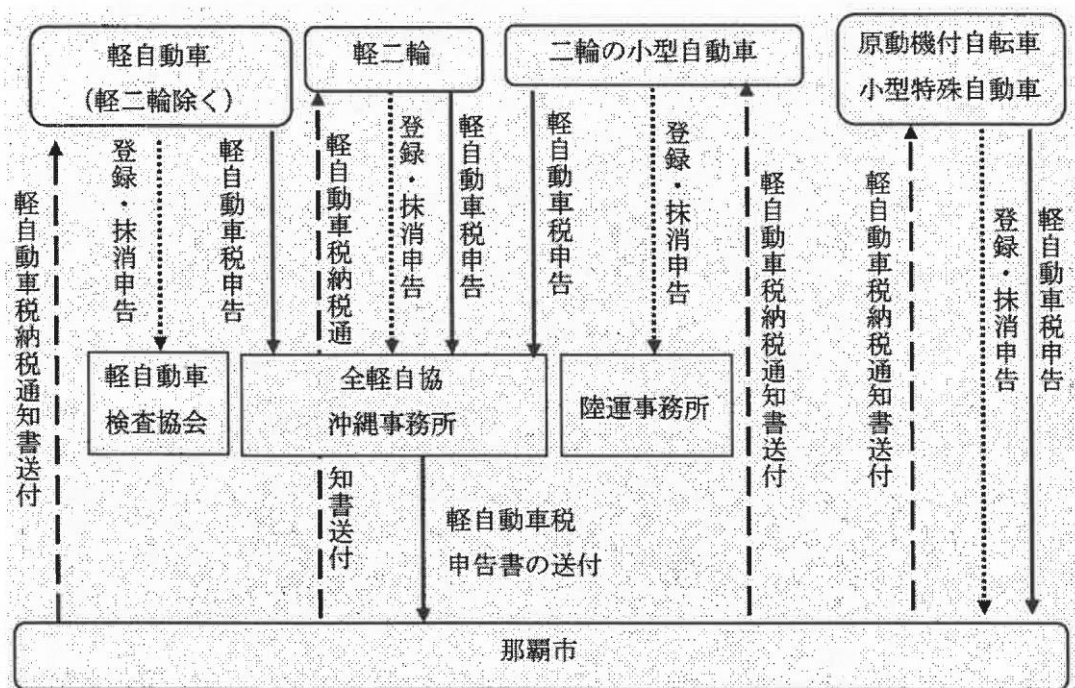 軽自動車
(軽二輪除く)
軽二輪
二輪の小型自動車
原動機付自転車
小型特殊自動車
軽自動車税納税通知書送付
登録・抹消申告
軽自動車税申告
軽自動車税納税通
知書送付
登録・抹消申告
軽自動車税申告
軽自動車税申告
登録・抹消申告
軽自動車税納税通知書送付
軽自動車税納税通知書送付
登録・抹消申告
軽自動車税申告
軽自動車
検査協会
全軽自協
沖縄事務所
陸運事務所
軽自動車税
申告書の送付
那覇市